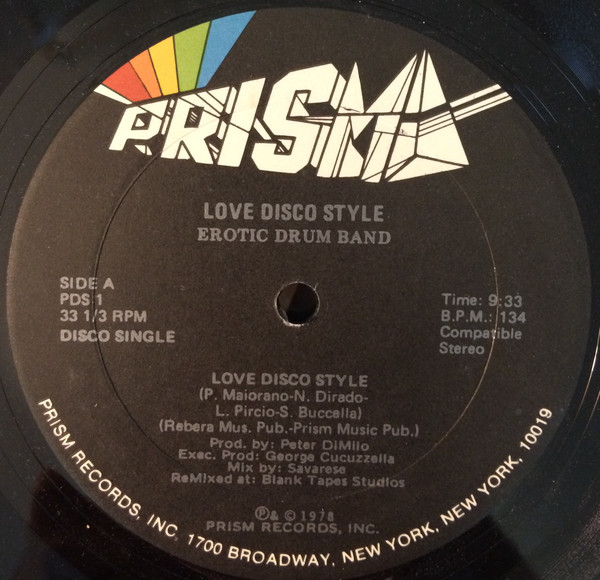 PRISM
LOVE DISCO STYLE
EROTIC DRUM BAND
SIDE A
PDS 1
33 1/3 RPM
DISCO SINGLE
Time: 9:33
B.P.M.: 134
Compatible
Stereo
LOVE DISCO STYLE
(P. Maiorano-N. Dirado-
L. Pircio-S. Buccella)
(Rebera Mus. Pub.-Prism Music Pub.)
Prod. by: Peter DiMilo
Exec. Prod: George Cucuzzella
Mix by: Savarese
ReMixed at: Blank Tapes Studios
℗& © 1978
PRISM RECORDS, INC.
PRISM RECORDS, INC. 1700 BROADWAY, NEW YORK, NEW YORK, 10019